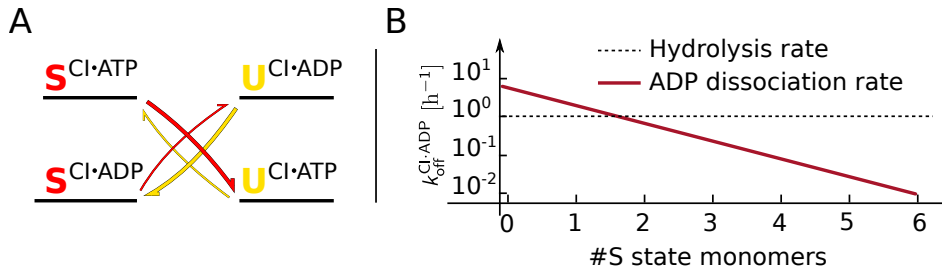 A
S^CI•ATP U^CI•ADP
S^CI•ADP U^CI•ATP
B
Hydrolysis rate
ADP dissociation rate
k_off^CI·ADP [h^−1]
10^1
10^0
10^-1
10^-2
0 1 2 3 4 5 6
#S state monomers